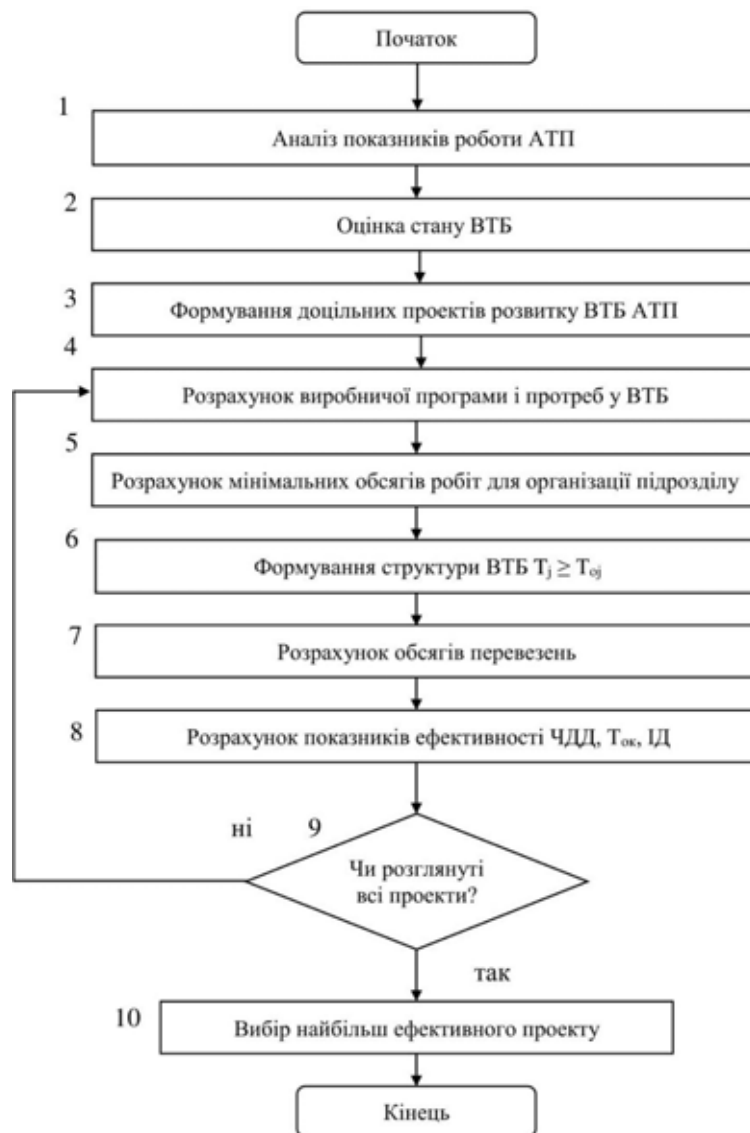 Початок
1
Аналіз показників роботи АТП
2
Оцінка стану ВТБ
3
Формування доцільних проектів розвитку ВТБ АТП
4
Розрахунок виробничої програми і протреб у ВТБ
5
Розрахунок мінімальних обсягів робіт для організації підрозділу
6
Формування структури ВТБ Tj ≥ Toj
7
Розрахунок обсягів перевезень
8
Розрахунок показників ефективності ЧДД, Ток, ІД
ні 9
Чи розглянуті
всі проекти?
так
10
Вибір найбільш ефективного проекту
Кінець